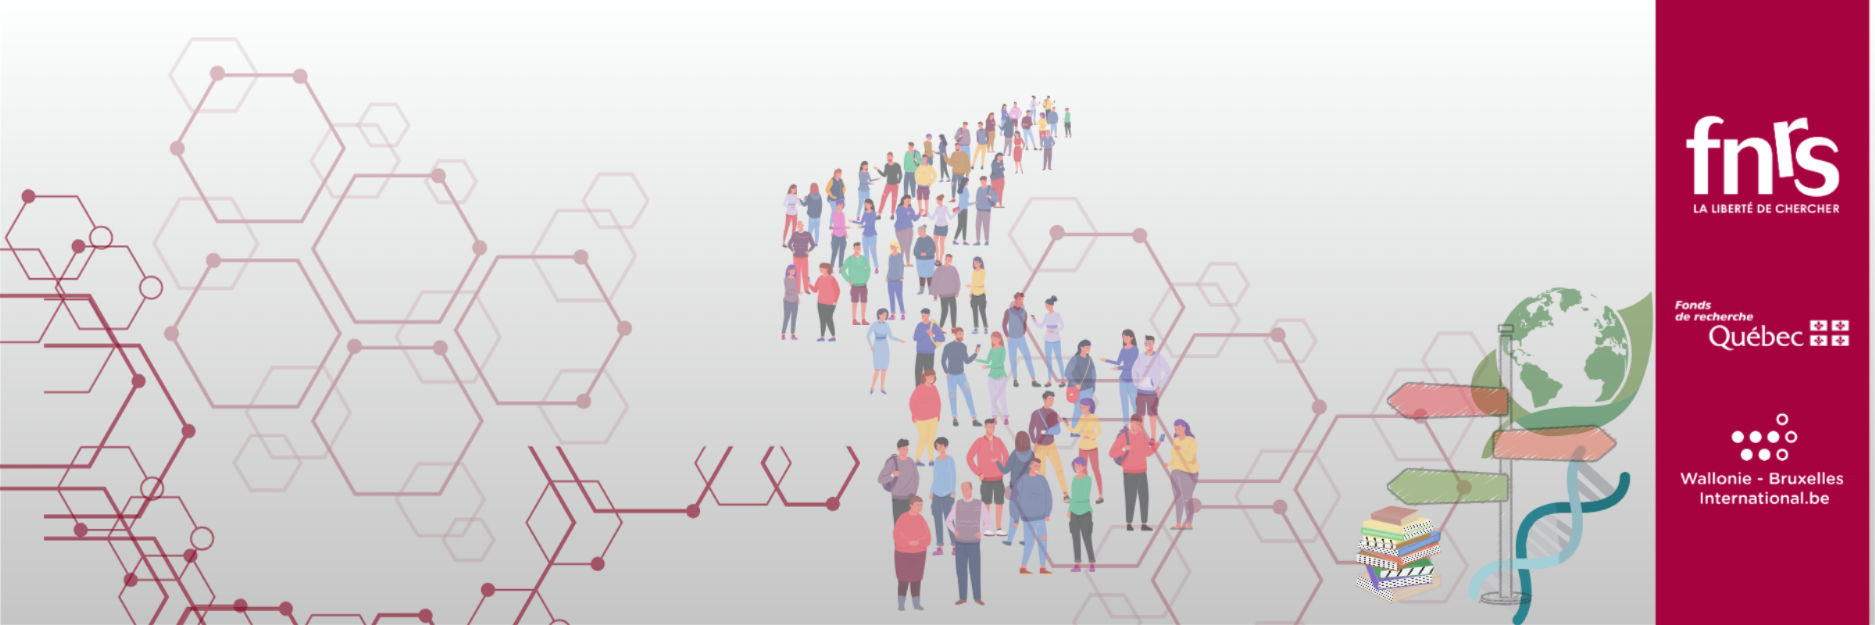 fnrs
LA LIBERTÉ DE CHERCHER
Fonds
de recherche
Québec
Wallonie - Bruxelles
International.be